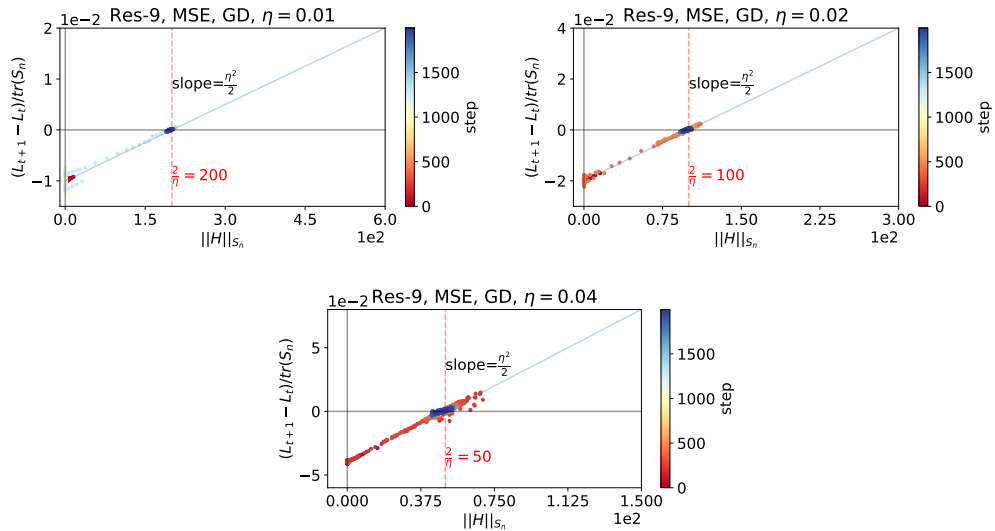 1e−2 Res-9, MSE, GD, η = 0.01
2
1
0
−1
(L_{t+1} − L_t)/tr(S_n)
slope=η²/2
2/η = 200
0.0 1.5 3.0 4.5 6.0
||H||_{S_n} 1e2
1500
1000
500
0
step
1e−2 Res-9, MSE, GD, η = 0.02
4
2
0
−2
(L_{t+1} − L_t)/tr(S_n)
slope=η²/2
2/η = 100
0.00 0.75 1.50 2.25 3.00
||H||_{S_n} 1e2
1500
1000
500
0
step
1e−2 Res-9, MSE, GD, η = 0.04
5
0
−5
(L_{t+1} − L_t)/tr(S_n)
slope=η²/2
2/η = 50
0.000 0.375 0.750 1.125 1.500
||H||_{S_n} 1e2
1500
1000
500
0
step